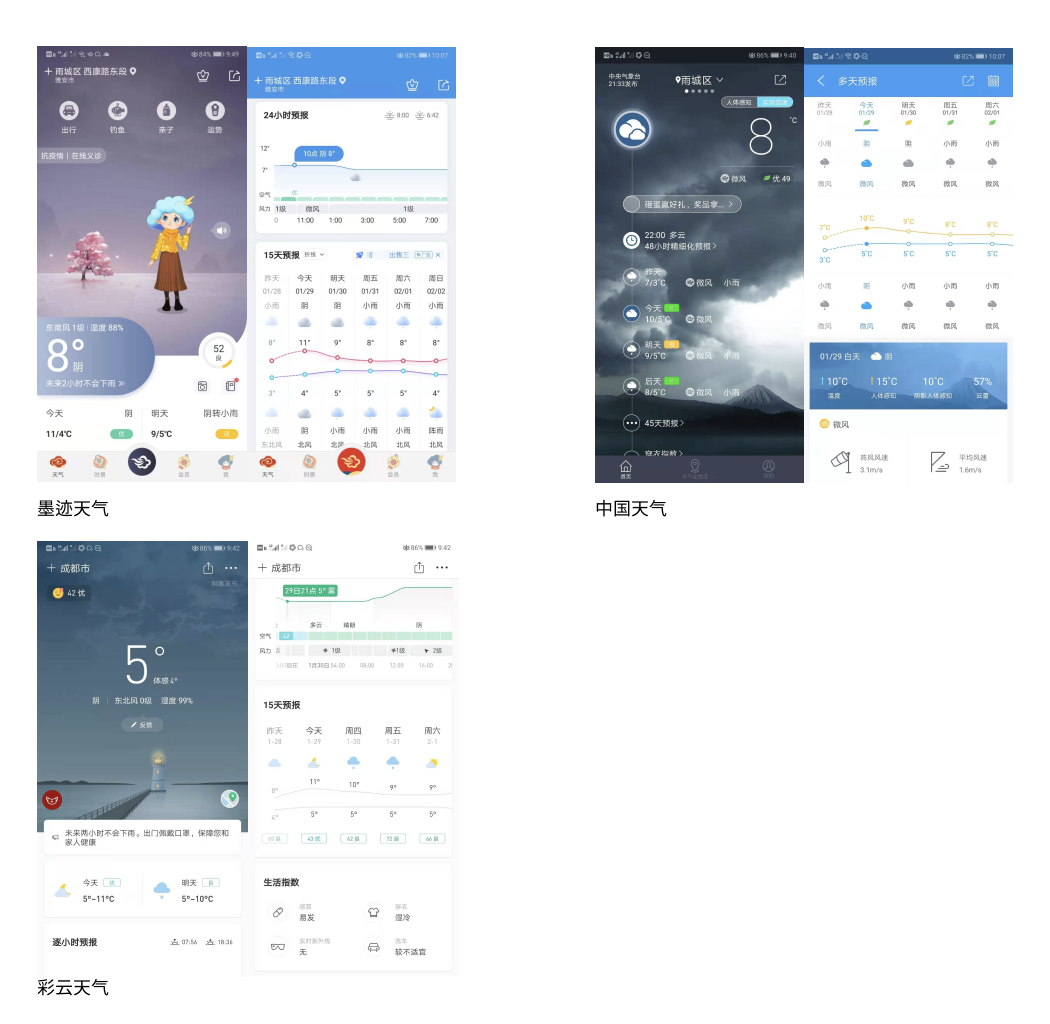 84% 9:49
雨城区 西康路东段
雅安市
出行
钓鱼
亲子
运势
抗疫情 | 在线义诊
东南风1级 | 湿度 88%
8° 阴
未来2小时不会下雨
52
良
今天 阴
11/4°C 优
明天 阴转小雨
9/5°C 良
天气
时景
会员
我
82% 10:07
雨城区 西康路东段
雅安市
24小时预报
8:00
6:42
12°
10点 阴 8°
7°
空气 优
风力 1级 微风 1级
0 11:00 1:00 3:00 5:00 7:00
15天预报
出售三
昨天 今天 明天 周五 周六 周日
01/28 01/29 01/30 01/31 02/01 02/02
小雨 阴 阴 小雨 小雨 小雨
8° 11° 9° 8° 8° 8°
3° 4° 5° 5° 5° 4°
小雨 阴 小雨 小雨 小雨 阵雨
东北风 北风 北风 北风 北风 北风
天气
时景
会员
我
墨迹天气
86% 9:40
中央气象台
21:33发布
雨城区
人体感知
8 °C
微风
优 49
砸蛋赢好礼，奖品拿...
22:00 多云
48小时精细化预报
昨天
7/3°C 微风 小雨
今天
10/5°C 微风 阴
明天
9/5°C 微风 小雨
后天
8/5°C 微风 小雨
45天预报
穿衣指数
首页
我的
82% 10:07
多天预报
昨天 今天 明天 周五 周六
01/28 01/29 01/30 01/31 02/01
小雨 阴 阴 小雨 小雨
微风 微风 微风 微风 微风
7°C 10°C 9°C 8°C 8°C
3°C 5°C 5°C 5°C 5°C
小雨 阴 小雨 小雨 小雨
微风 微风 微风 微风 微风
01/29 白天 阴
10°C 15°C 10°C 57%
温度 人体感知 阴影人体感知 云量
微风
阵风风速
3.1m/s
平均风速
1.6m/s
中国天气
86% 9:42
成都市
42 优
5°
体感 4°
阴 | 东北风 0级 湿度 99%
反馈
未来两小时不会下雨。出门佩戴口罩，保障您和
家人健康
今天 优
5°-11°C
明天 良
5°-10°C
逐小时预报
07:56
18:36
86% 9:42
成都市
29日21点 5° 霾
多云 晴朗 阴
空气 42
风力 1级 1级 2级
现在 1月30日 04:00 08:00 12:00 16:00
15天预报
昨天 今天 周四 周五 周六
1-28 1-29 1-30 1-31 2-1
8° 11° 10° 9° 9°
4° 5° 5° 5° 5°
65 良 43 优 62 良 72 良 66 良
生活指数
感冒
易发
穿衣
湿冷
实时紫外线
无
洗车
较不适宜
彩云天气